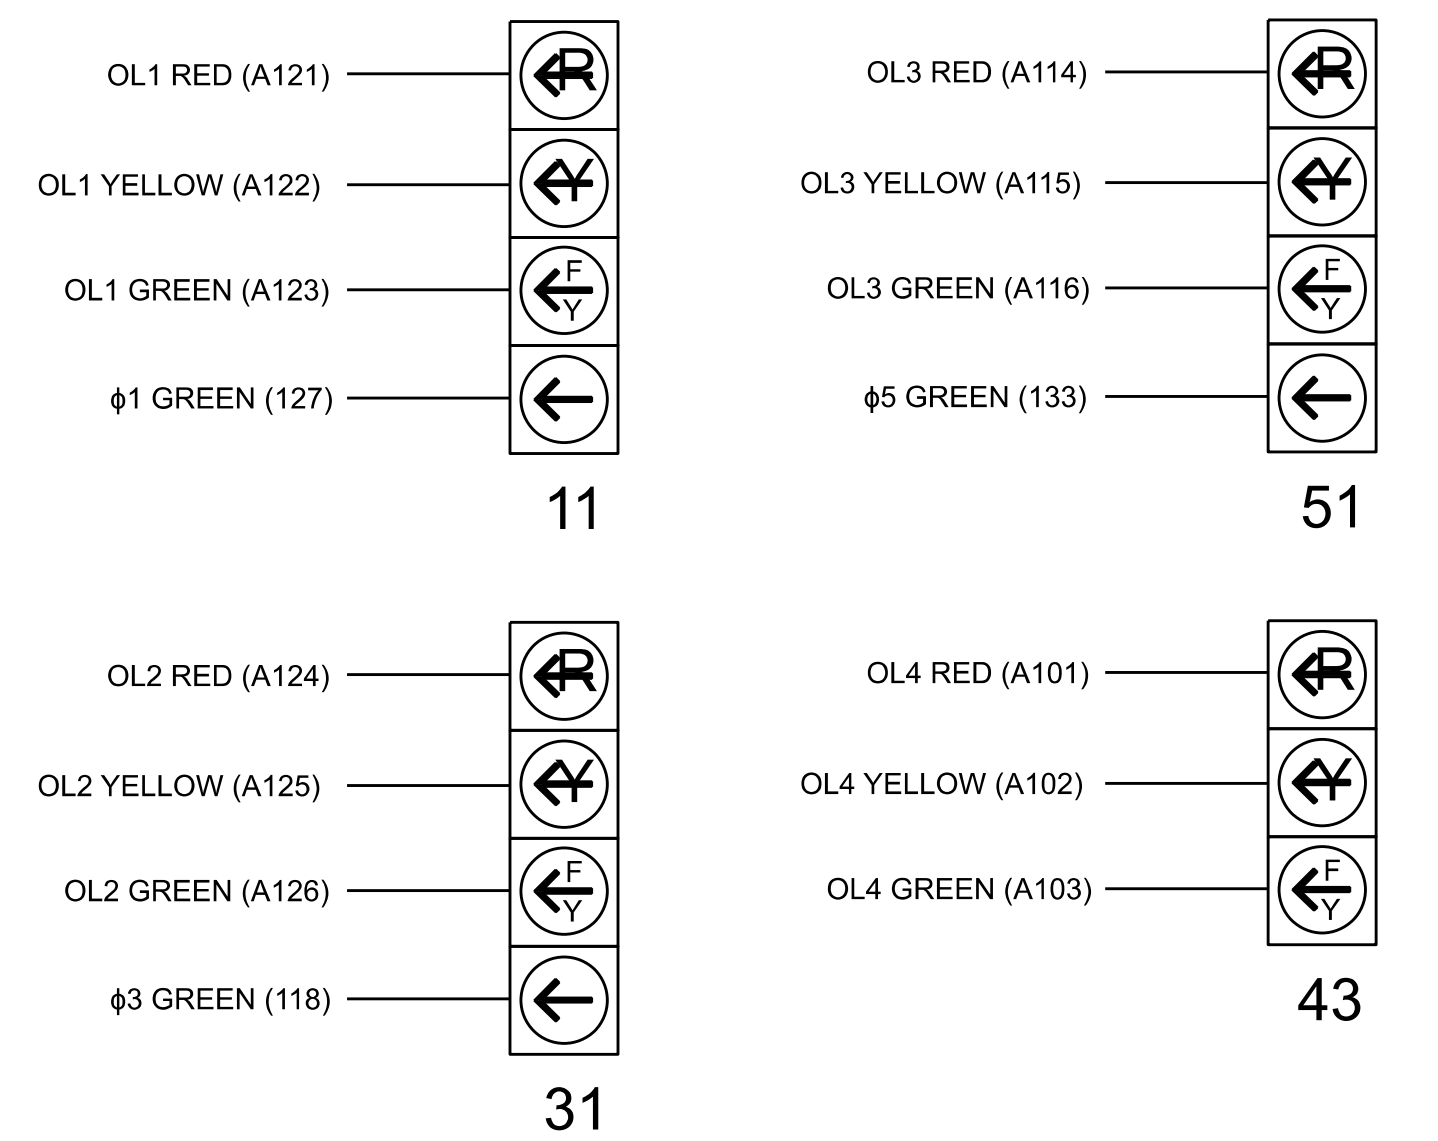 OL1 RED (A121)
R
OL1 YELLOW (A122)
Y
OL1 GREEN (A123)
F
Y
ϕ1 GREEN (127)
11
OL3 RED (A114)
R
OL3 YELLOW (A115)
Y
OL3 GREEN (A116)
F
Y
ϕ5 GREEN (133)
51
OL2 RED (A124)
R
OL2 YELLOW (A125)
Y
OL2 GREEN (A126)
F
Y
ϕ3 GREEN (118)
31
OL4 RED (A101)
R
OL4 YELLOW (A102)
Y
OL4 GREEN (A103)
F
Y
43